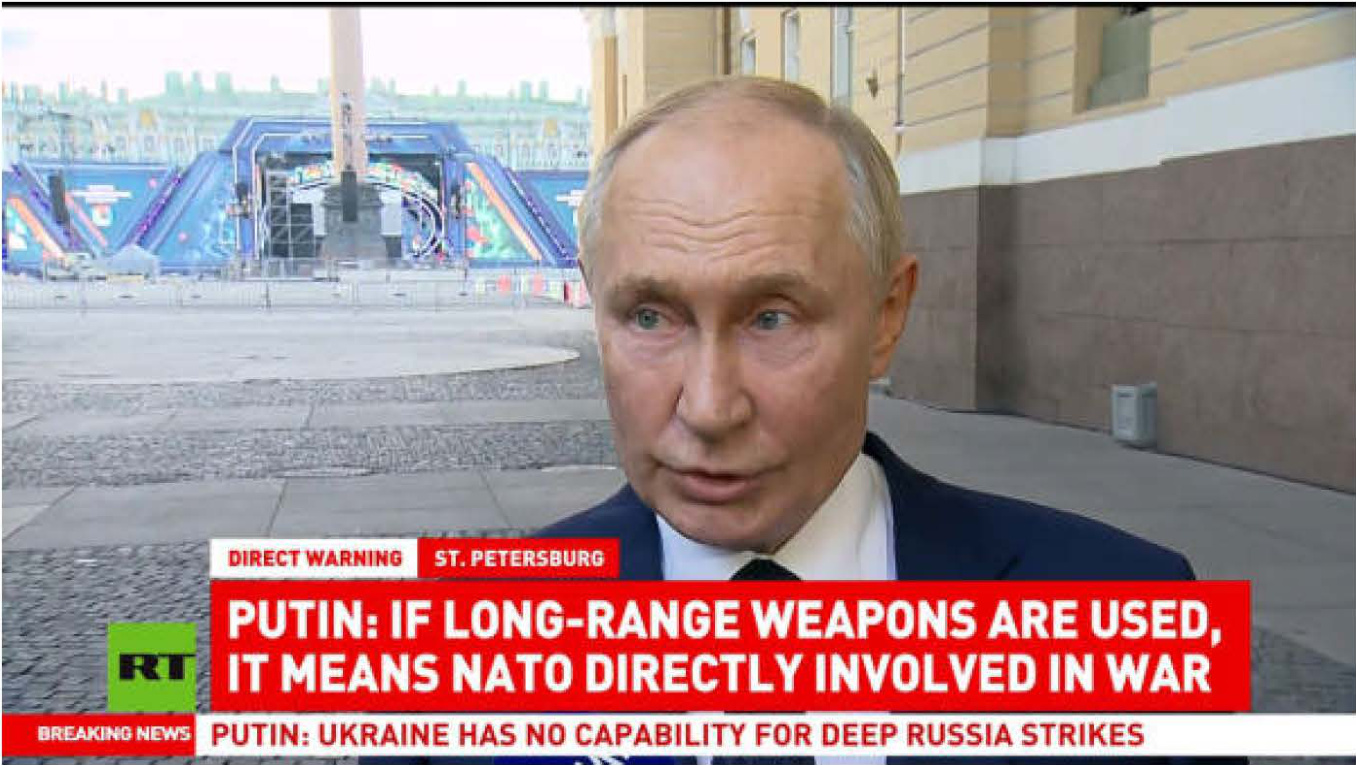 DIRECT WARNING ST. PETERSBURG
PUTIN: IF LONG-RANGE WEAPONS ARE USED,
IT MEANS NATO DIRECTLY INVOLVED IN WAR
RT
BREAKING NEWS PUTIN: UKRAINE HAS NO CAPABILITY FOR DEEP RUSSIA STRIKES